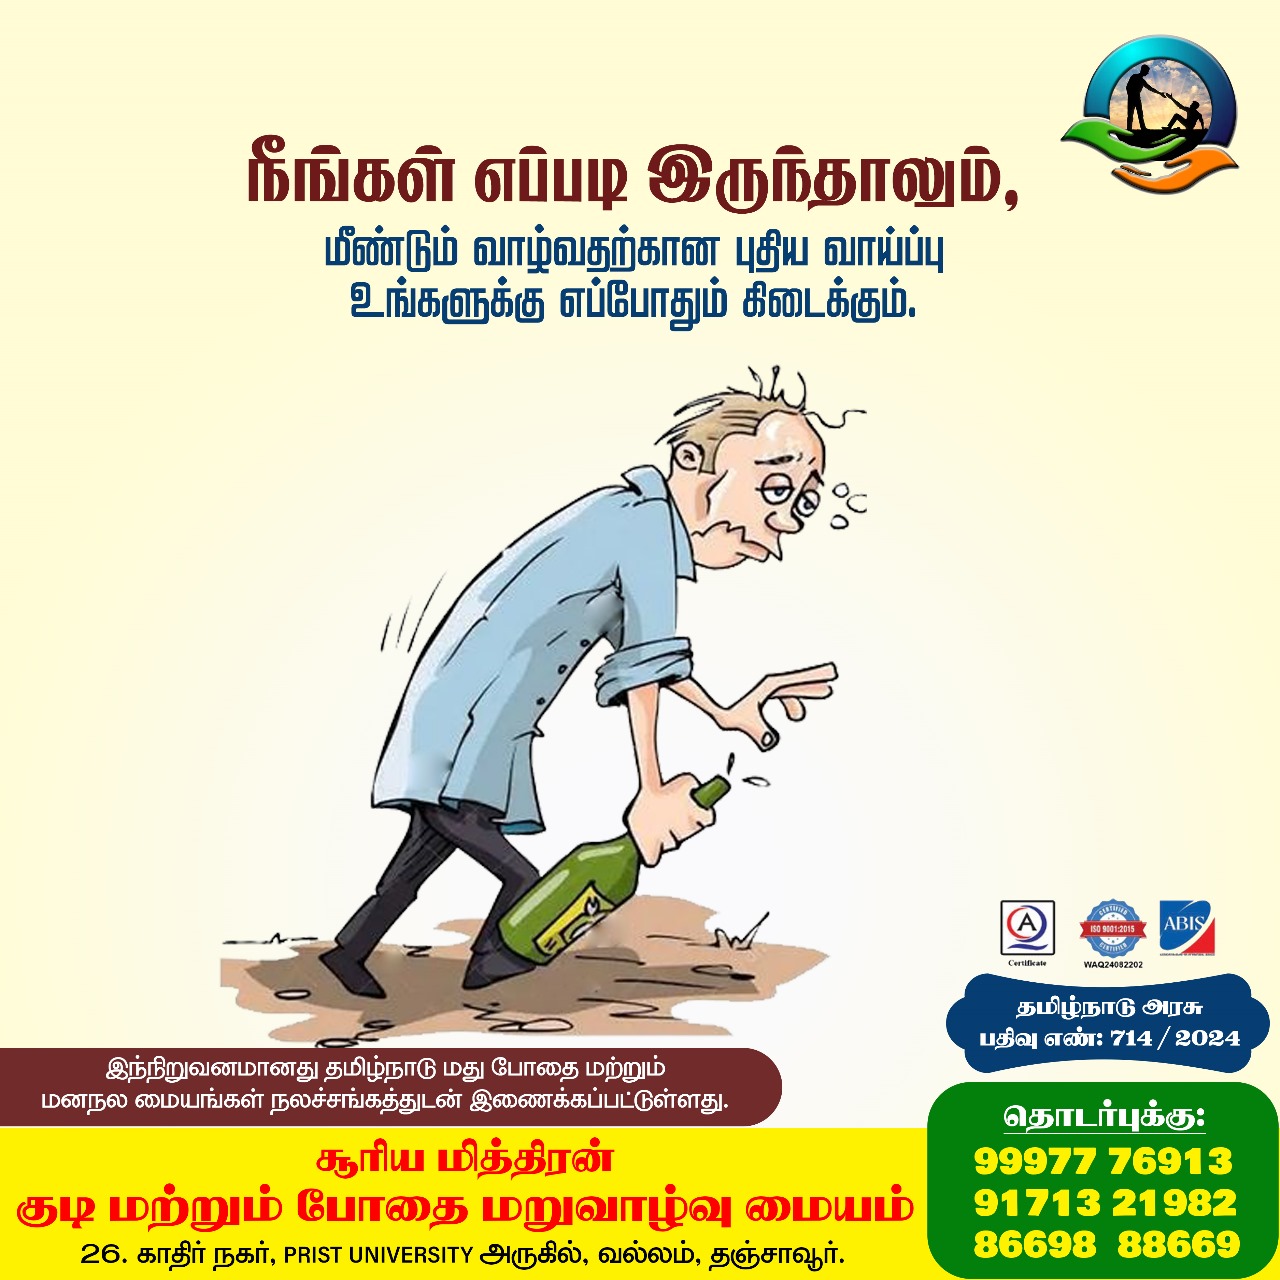 நீங்கள் எப்படி இருந்தாலும்,
மீண்டும் வாழ்வதற்கான புதிய வாய்ப்பு
உங்களுக்கு எப்போதும் கிடைக்கும்.
Certificate
CERTIFIED
ISO 9001:2015
CERTIFIED
WAQ24082202
ABIS
தமிழ்நாடு அரசு
பதிவு எண்: 714 / 2024
இந்நிறுவனமானது தமிழ்நாடு மது போதை மற்றும்
மனநல மையங்கள் நலச்சங்கத்துடன் இணைக்கப்பட்டுள்ளது.
தொடர்புக்கு:
99977 76913
91713 21982
86698 88669
சூரிய மித்திரன்
குடி மற்றும் போதை மறுவாழ்வு மையம்
26. காதிர் நகர், PRIST UNIVERSITY அருகில், வல்லம், தஞ்சாவூர்.